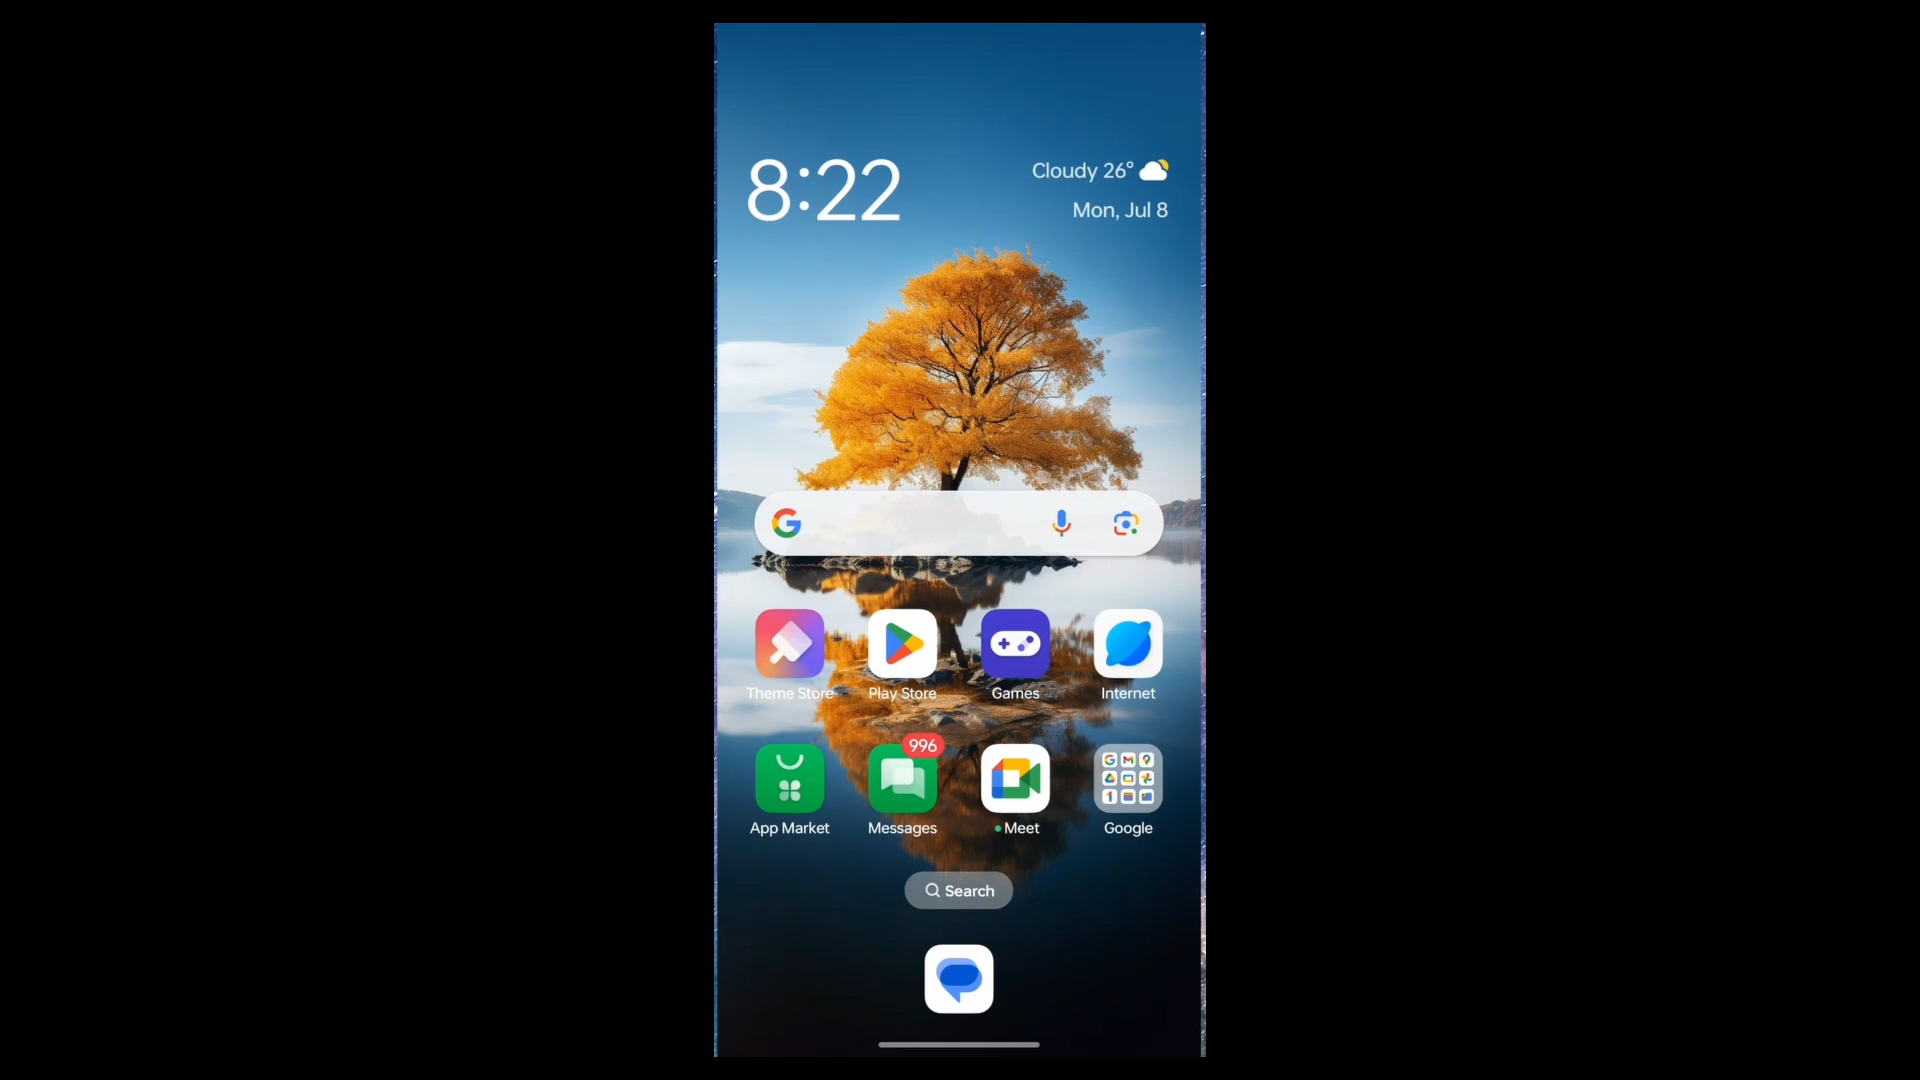 8:22
Cloudy 26°
Mon, Jul 8
Theme Store
Play Store
Games
Internet
996
App Market
Messages
Meet
Google
Search